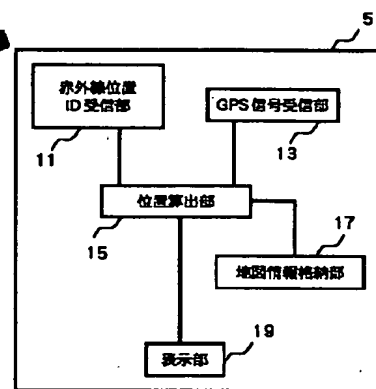 5
赤外線位置
ID受信部
GPS信号受信部
11
13
位置算出部
15
17
地図情報格納部
19
表示部